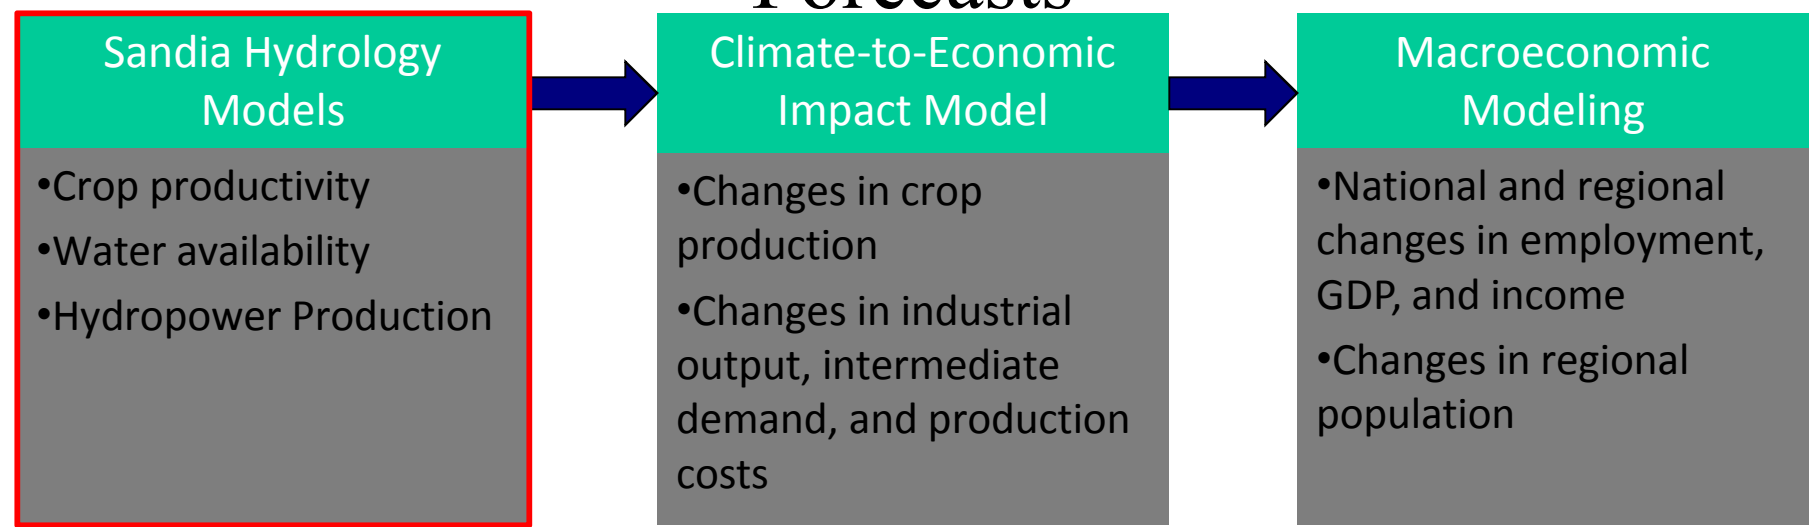 Forecasts
Sandia Hydrology
Models
•Crop productivity
•Water availability
•Hydropower Production
Climate-to-Economic
Impact Model
•Changes in crop
production
•Changes in industrial
output, intermediate
demand, and production
costs
Macroeconomic
Modeling
•National and regional
changes in employment,
GDP, and income
•Changes in regional
population